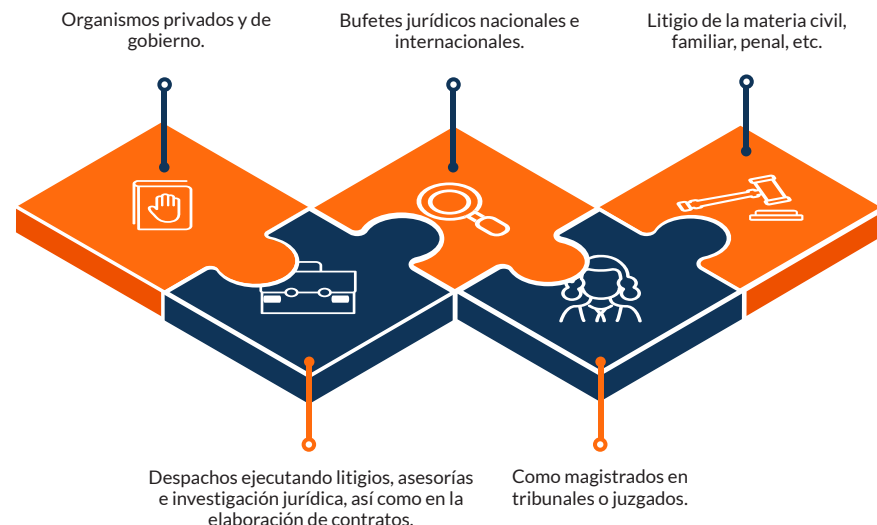 Organismos privados y de
gobierno.
Bufetes jurídicos nacionales e
internacionales.
Litigio de la materia civil,
familiar, penal, etc.
Despachos ejecutando litigios, asesorías
e investigación jurídica, así como en la
elaboración de contratos.
Como magistrados en
tribunales o juzgados.